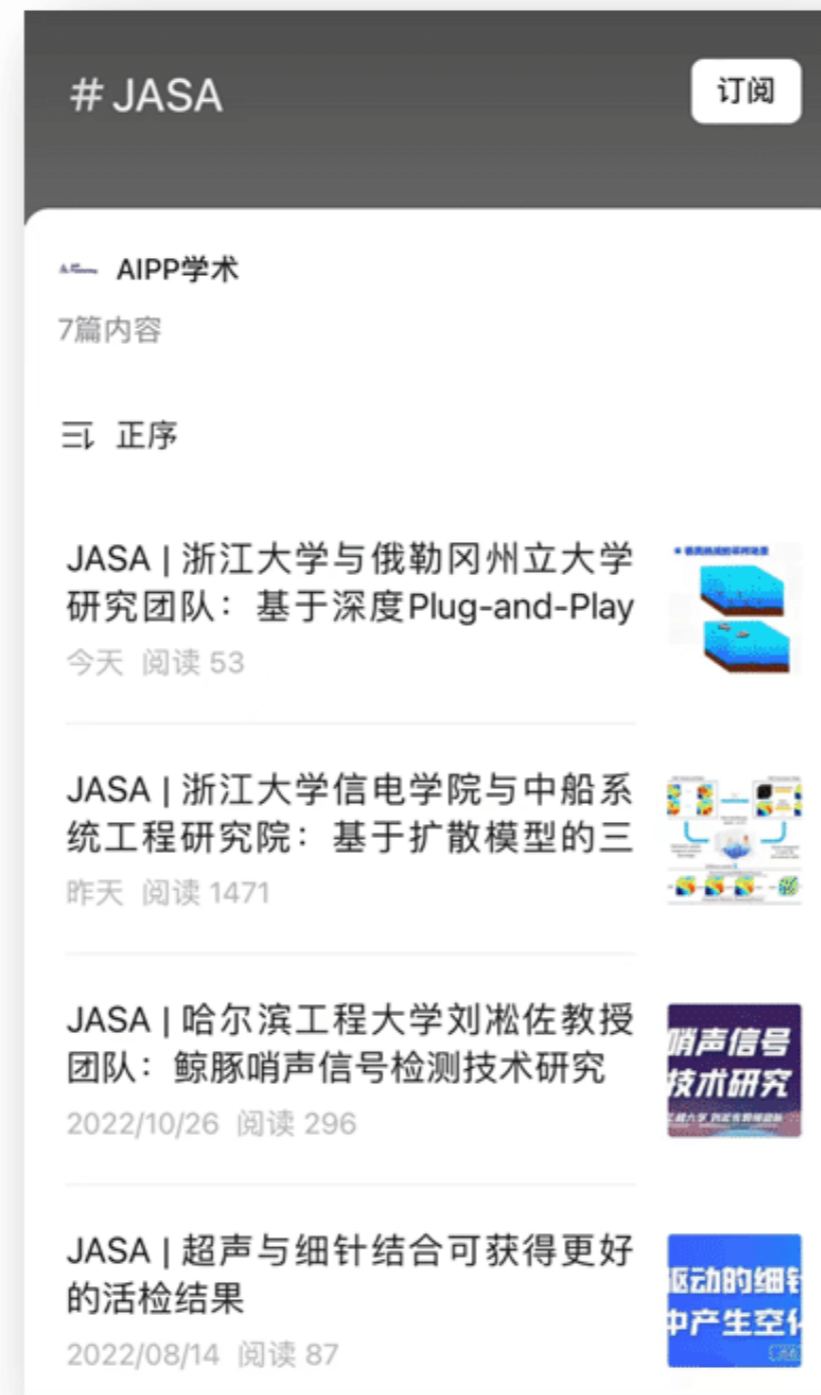 #JASA
订阅
AIPP学术
7篇内容
正序
JASA | 浙江大学与俄勒冈州立大学
研究团队：基于深度Plug-and-Play
今天 阅读 53
JASA | 浙江大学信电学院与中船系
统工程研究院：基于扩散模型的三
昨天 阅读 1471
JASA | 哈尔滨工程大学刘凇佐教授
团队：鲸豚哨声信号检测技术研究
2022/10/26 阅读 296
哨声信号
技术研究
JASA | 超声与细针结合可获得更好
的活检结果
2022/08/14 阅读 87
驱动的细针
中产生空化